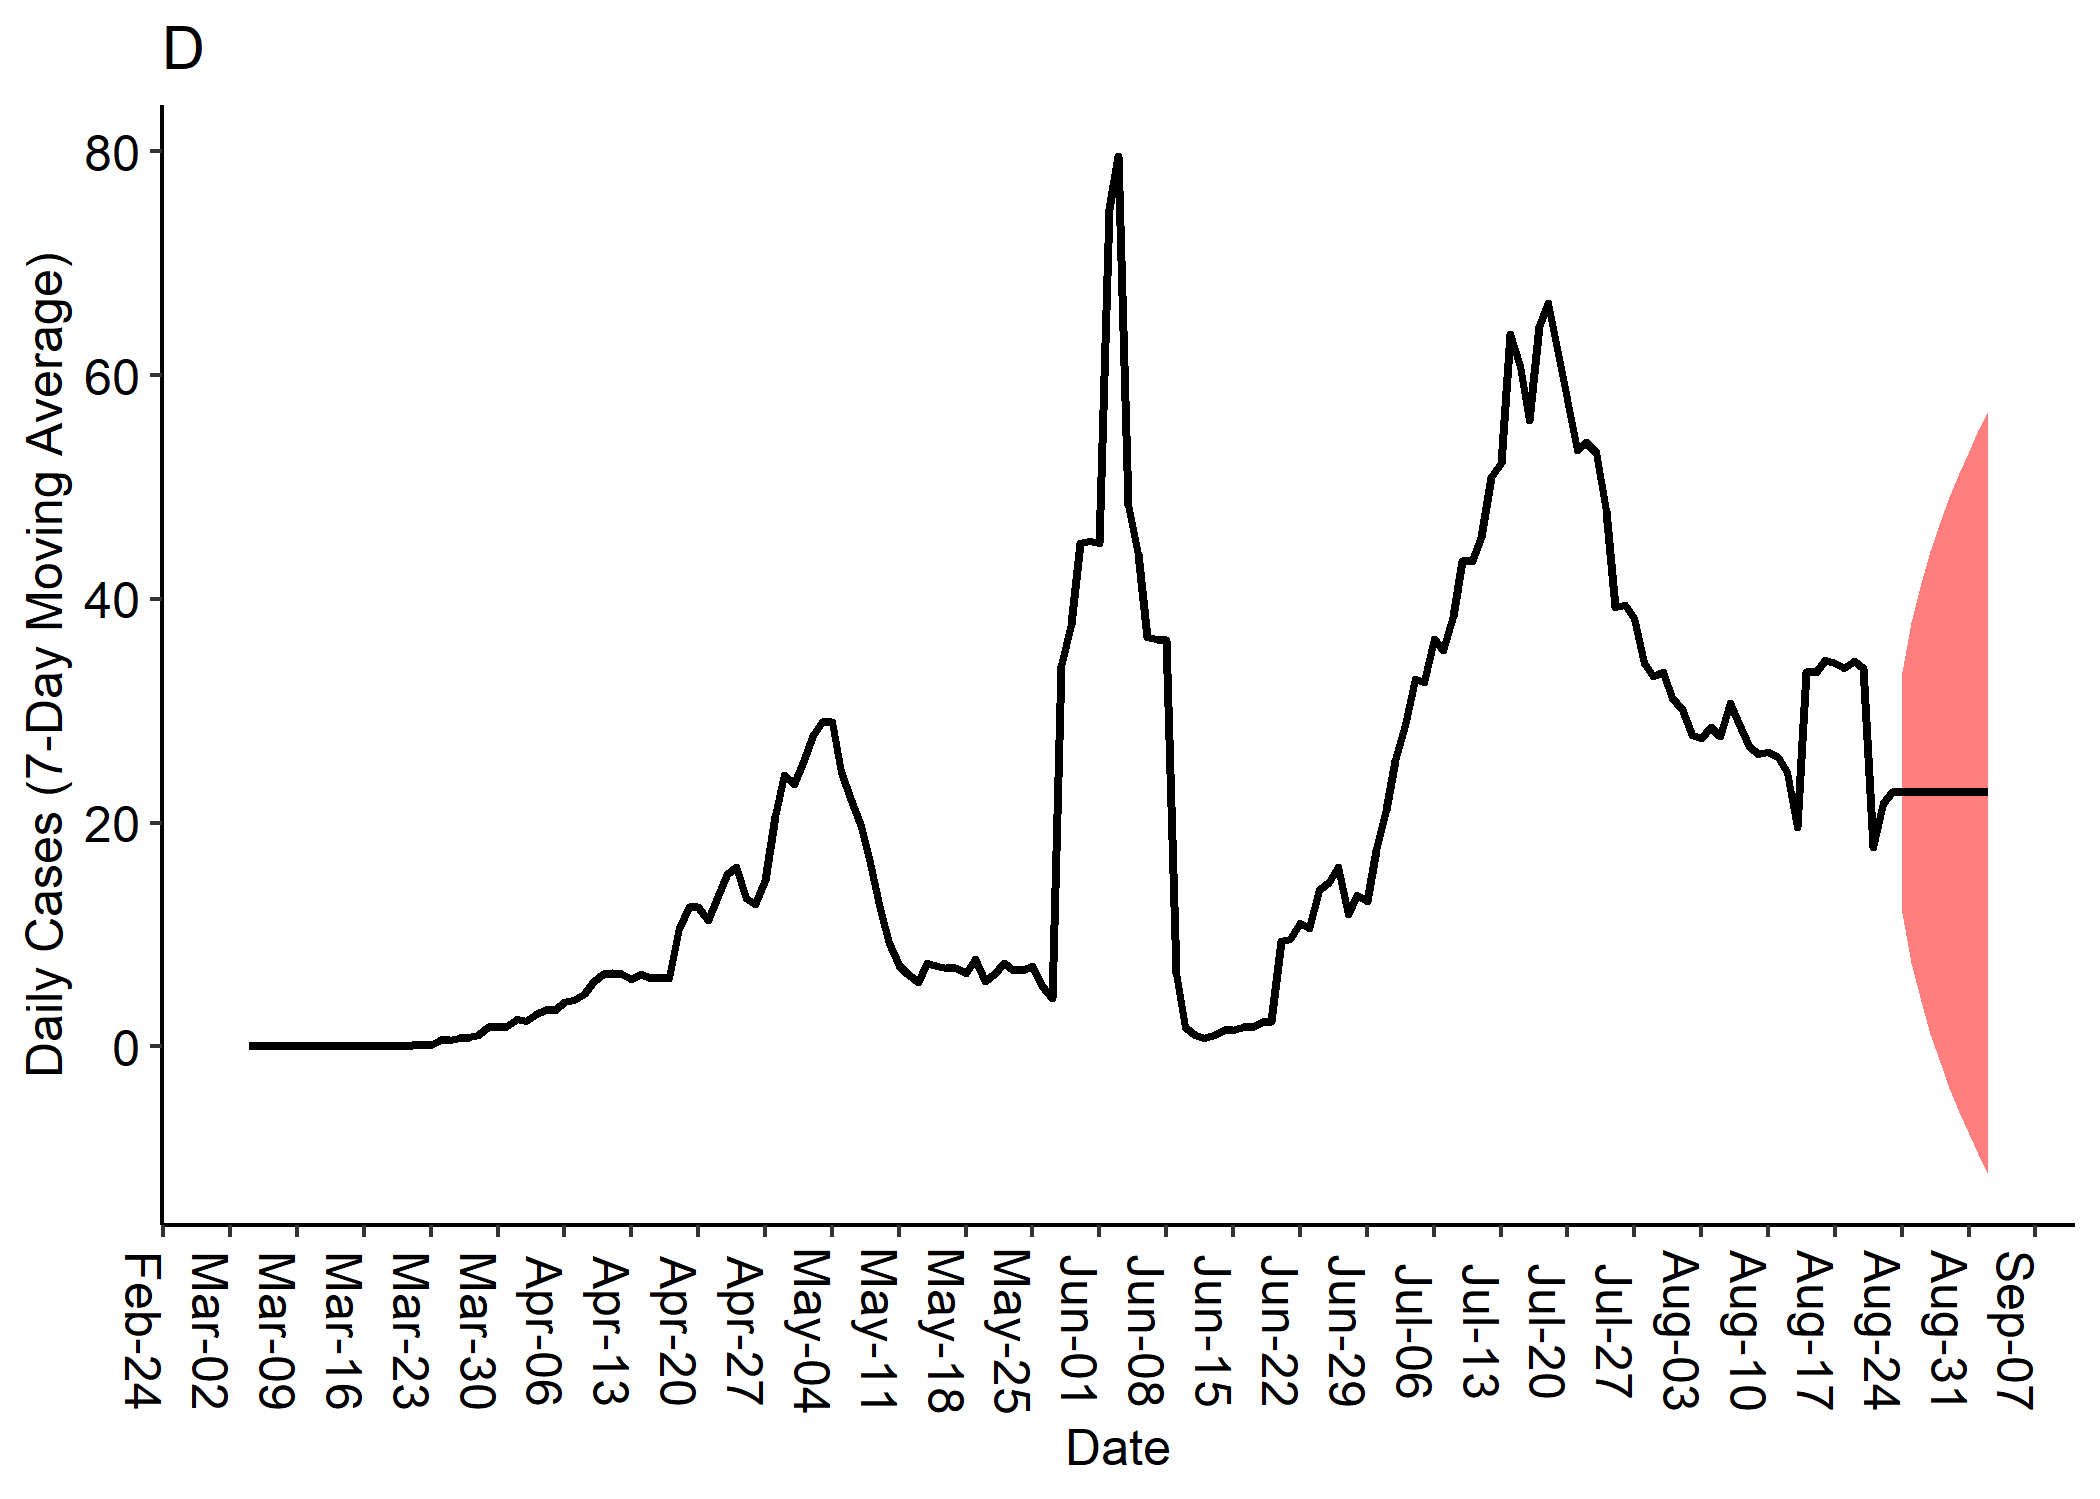 D
Daily Cases (7-Day Moving Average)
80
60
40
20
0
Feb-24
Mar-02
Mar-09
Mar-16
Mar-23
Mar-30
Apr-06
Apr-13
Apr-20
Apr-27
May-04
May-11
May-18
May-25
Jun-01
Jun-08
Jun-15
Jun-22
Jun-29
Jul-06
Jul-13
Jul-20
Jul-27
Aug-03
Aug-10
Aug-17
Aug-24
Aug-31
Sep-07
Date